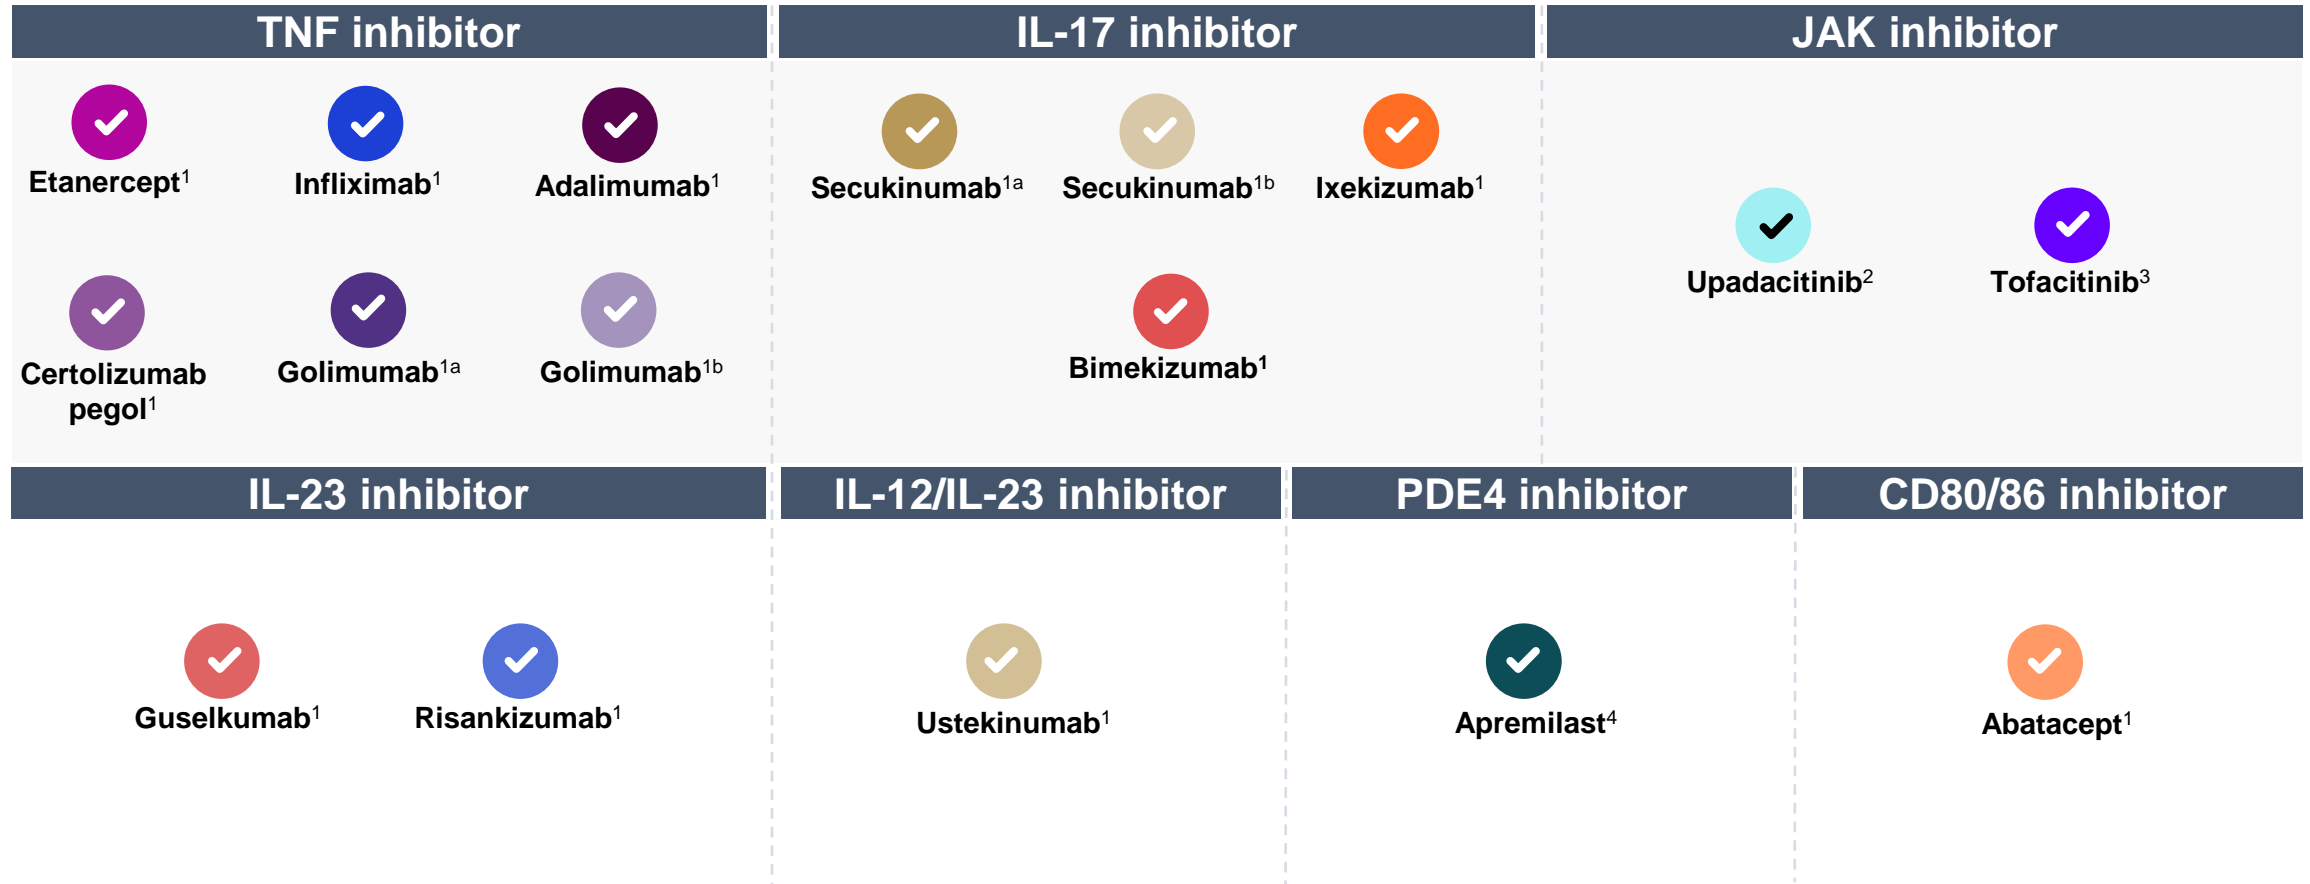 TNF inhibitor
IL-17 inhibitor
JAK inhibitor
Etanercept¹
Infliximab¹
Adalimumab¹
Secukinumab¹ᵃ
Secukinumab¹ᵇ
Ixekizumab¹
Upadacitinib²
Tofacitinib³
Certolizumab
pegol¹
Golimumab¹ᵃ
Golimumab¹ᵇ
Bimekizumab¹
IL-23 inhibitor
IL-12/IL-23 inhibitor
PDE4 inhibitor
CD80/86 inhibitor
Guselkumab¹
Risankizumab¹
Ustekinumab¹
Apremilast⁴
Abatacept¹